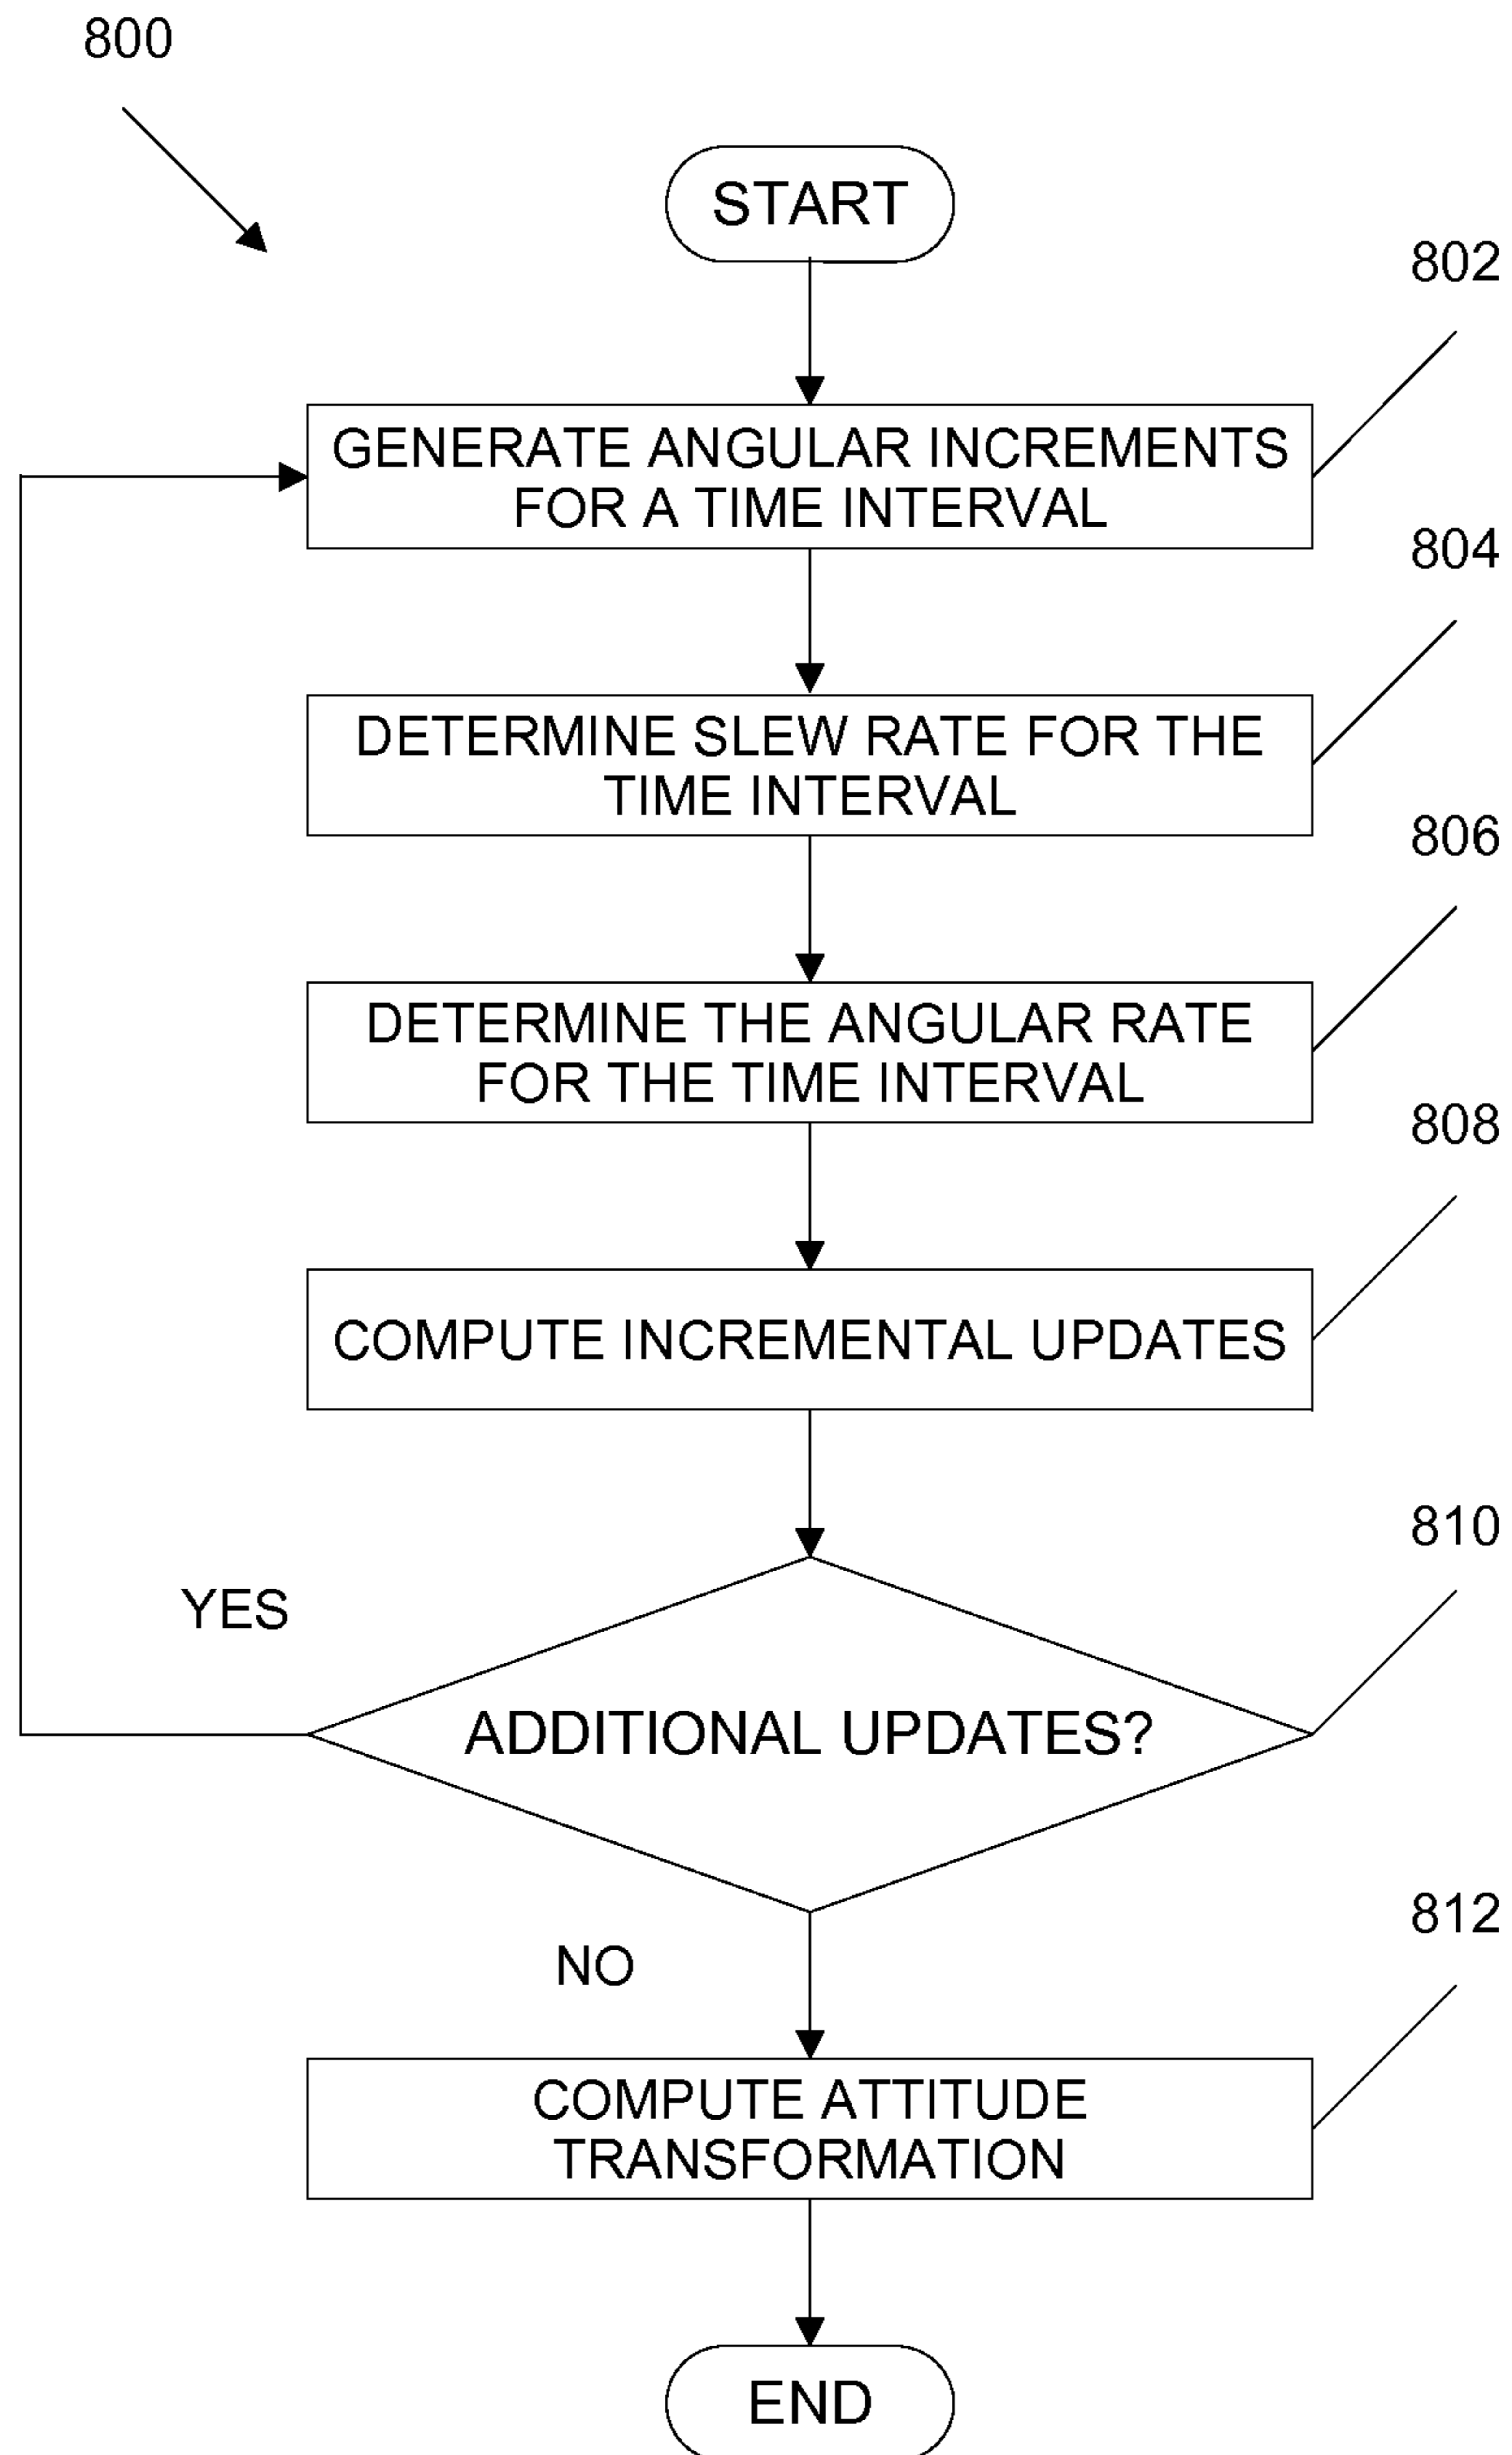 800
START
802
GENERATE ANGULAR INCREMENTS
FOR A TIME INTERVAL
804
DETERMINE SLEW RATE FOR THE
TIME INTERVAL
806
DETERMINE THE ANGULAR RATE
FOR THE TIME INTERVAL
808
COMPUTE INCREMENTAL UPDATES
810
YES
ADDITIONAL UPDATES?
812
NO
COMPUTE ATTITUDE
TRANSFORMATION
END